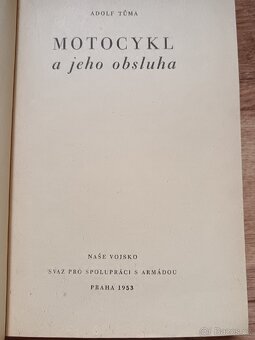 ADOLF TŮMA
MOTOCYKL
a jeho obsluha
NAŠE VOJSKO
SVAZ PRO SPOLUPRÁCI S ARMÁDOU
PRAHA 1953